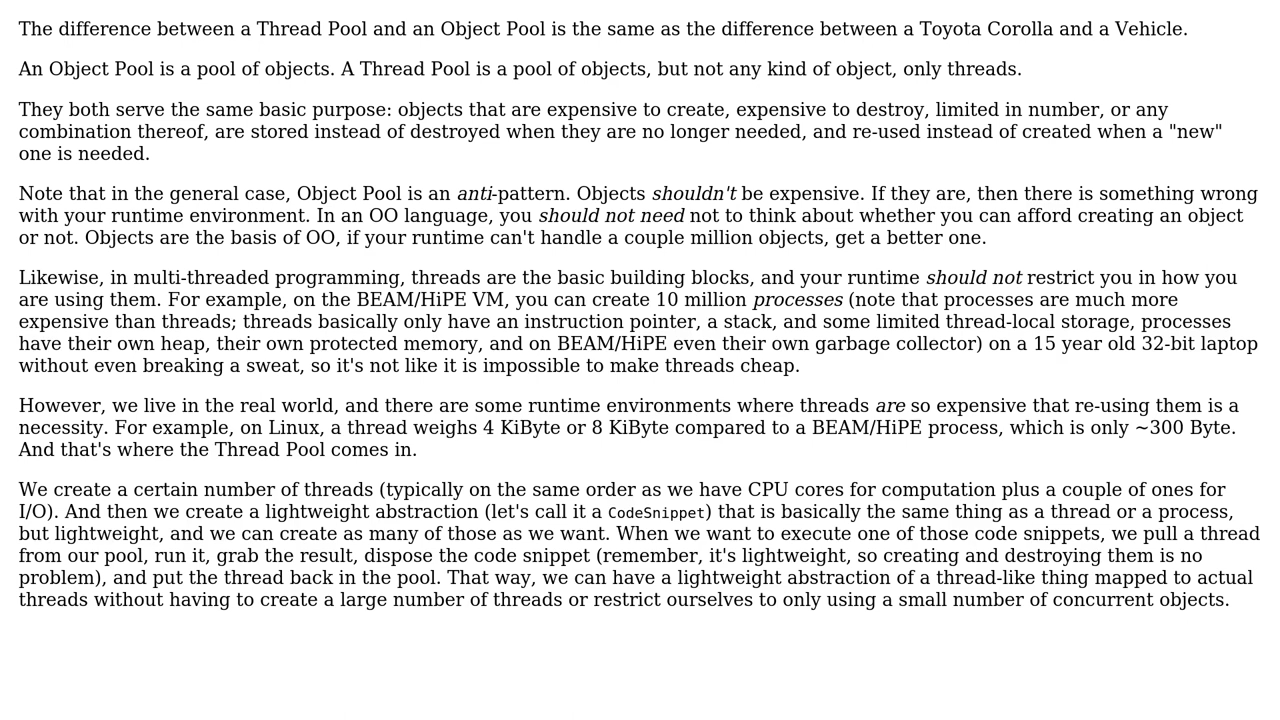 The difference between a Thread Pool and an Object Pool is the same as the difference between a Toyota Corolla and a Vehicle.
An Object Pool is a pool of objects. A Thread Pool is a pool of objects, but not any kind of object, only threads.
They both serve the same basic purpose: objects that are expensive to create, expensive to destroy, limited in number, or any
combination thereof, are stored instead of destroyed when they are no longer needed, and re-used instead of created when a "new"
one is needed.
Note that in the general case, Object Pool is an anti-pattern. Objects shouldn't be expensive. If they are, then there is something wrong
with your runtime environment. In an OO language, you should not need not to think about whether you can afford creating an object
or not. Objects are the basis of OO, if your runtime can't handle a couple million objects, get a better one.
Likewise, in multi-threaded programming, threads are the basic building blocks, and your runtime should not restrict you in how you
are using them. For example, on the BEAM/HiPE VM, you can create 10 million processes (note that processes are much more
expensive than threads; threads basically only have an instruction pointer, a stack, and some limited thread-local storage, processes
have their own heap, their own protected memory, and on BEAM/HiPE even their own garbage collector) on a 15 year old 32-bit laptop
without even breaking a sweat, so it's not like it is impossible to make threads cheap.
However, we live in the real world, and there are some runtime environments where threads are so expensive that re-using them is a
necessity. For example, on Linux, a thread weighs 4 KiByte or 8 KiByte compared to a BEAM/HiPE process, which is only ~300 Byte.
And that's where the Thread Pool comes in.
We create a certain number of threads (typically on the same order as we have CPU cores for computation plus a couple of ones for
I/O). And then we create a lightweight abstraction (let's call it a CodeSnippet) that is basically the same thing as a thread or a process,
but lightweight, and we can create as many of those as we want. When we want to execute one of those code snippets, we pull a thread
from our pool, run it, grab the result, dispose the code snippet (remember, it's lightweight, so creating and destroying them is no
problem), and put the thread back in the pool. That way, we can have a lightweight abstraction of a thread-like thing mapped to actual
threads without having to create a large number of threads or restrict ourselves to only using a small number of concurrent objects.